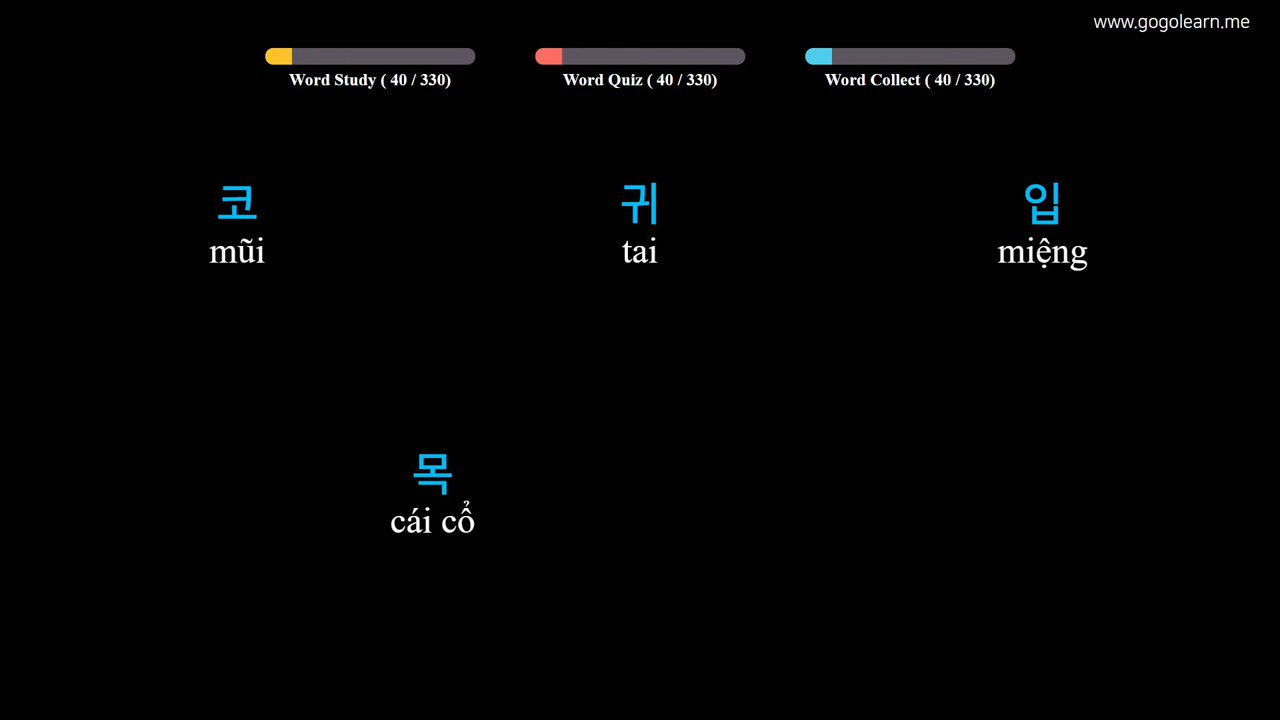 www.gogolearn.me
Word Study ( 40 / 330)
Word Quiz ( 40 / 330)
Word Collect ( 40 / 330)
코
mũi
귀
tai
입
miệng
목
cái cổ